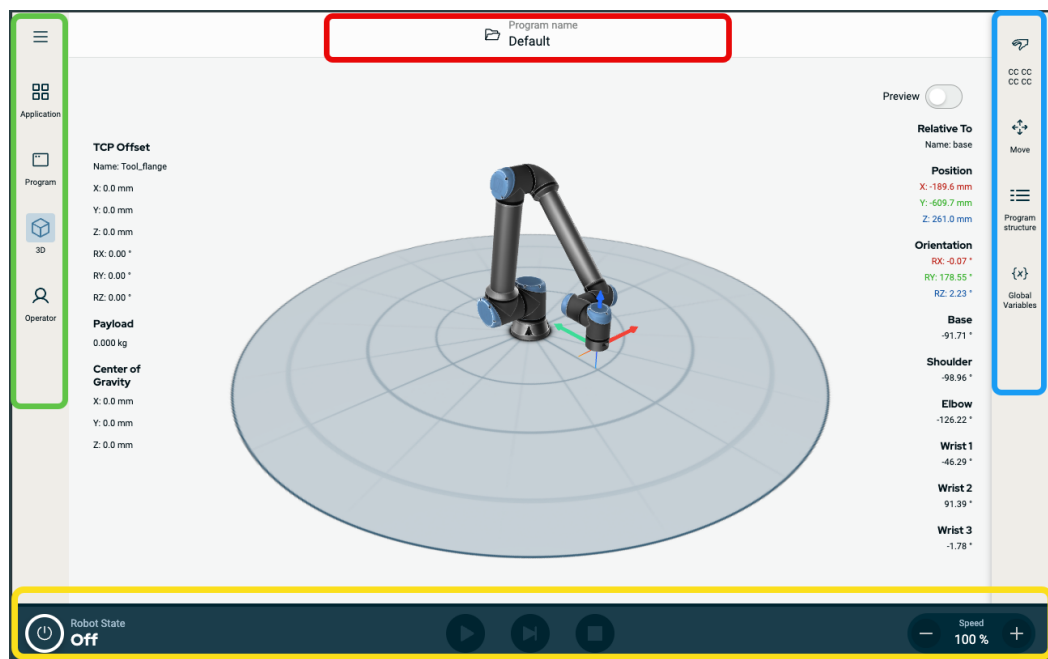 Program name
Default
Application
Program
3D
Operator
TCP Offset
Name: Tool_flange
X: 0.0 mm
Y: 0.0 mm
Z: 0.0 mm
RX: 0.00 °
RY: 0.00 °
RZ: 0.00 °
Payload
0.000 kg
Center of
Gravity
X: 0.0 mm
Y: 0.0 mm
Z: 0.0 mm
Preview
Relative To
Name: base
Position
X: -189.6 mm
Y: -609.7 mm
Z: 261.0 mm
Orientation
RX: -0.07 °
RY: 178.55 °
RZ: 2.23 °
Base
-91.71 °
Shoulder
-98.96 °
Elbow
-126.22 °
Wrist 1
-46.29 °
Wrist 2
91.39 °
Wrist 3
-1.78 °
CC CC
CC CC
Move
Program
structure
{x}
Global
Variables
Robot State
Off
Speed
100 %